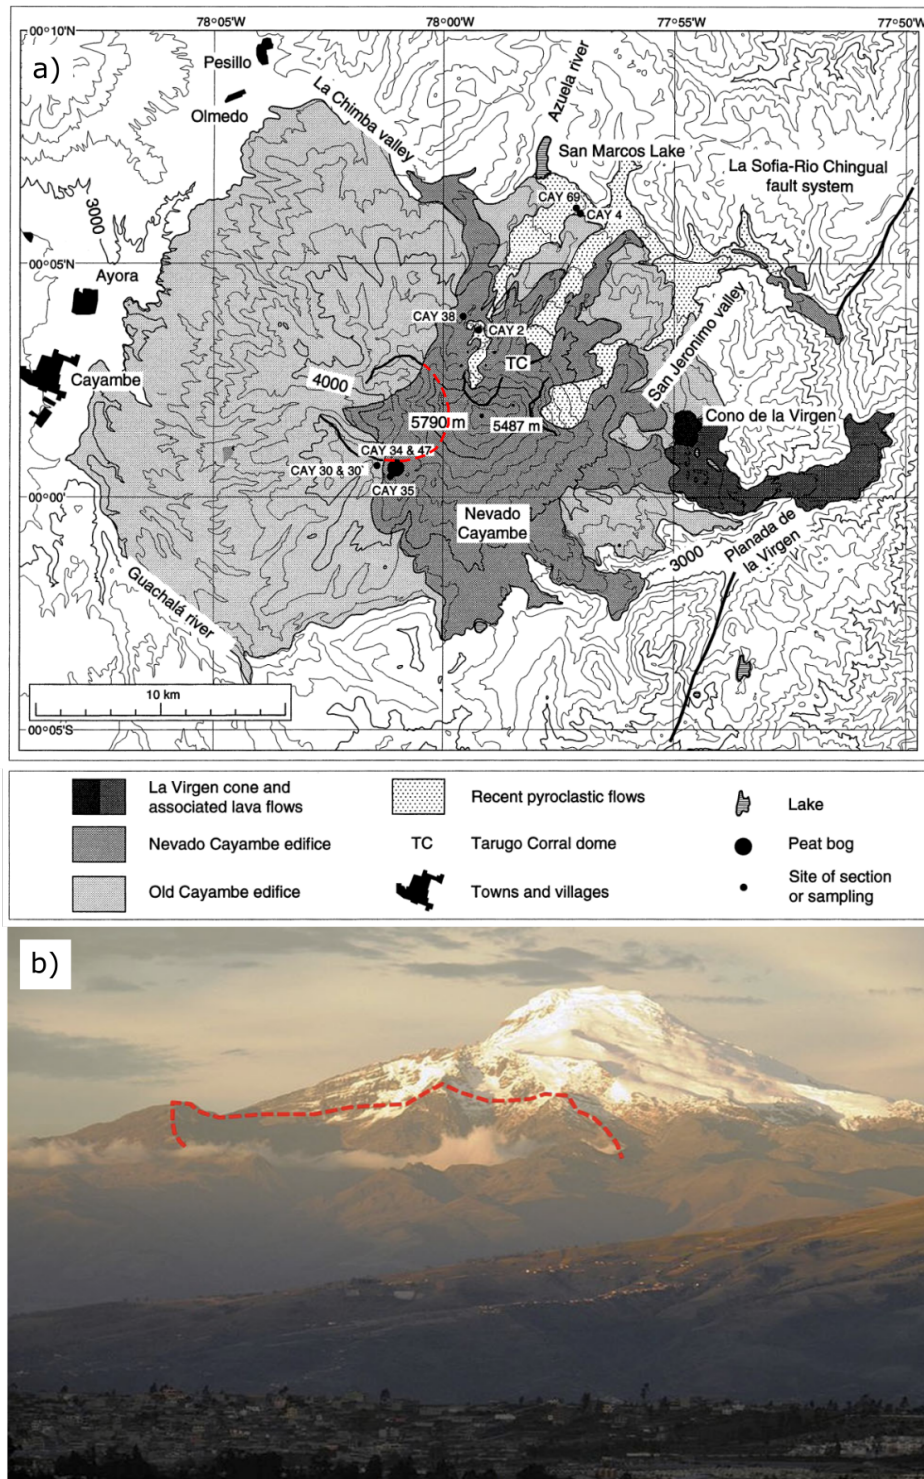 78°05'W
78°00'W
77°55'W
77°50'W
00°10'N
a)
Pesillo
Olmedo
La Chimba valley
Azuela river
San Marcos Lake
La Sofia-Rio Chingual
fault system
3000
CAY 69
CAY 4
00°05'N
Ayora
CAY 38
CAY 2
San Jeronimo valley
TC
Cayambe
4000
5790 m
5487 m
Cono de la Virgen
CAY 34 & 47
CAY 30 & 30'
CAY 35
00°00'
Nevado
Cayambe
3000
Planada de
la Virgen
Guachalá river
10 km
00°05'S
La Virgen cone and
associated lava flows
Recent pyroclastic flows
Lake
Nevado Cayambe edifice
TC
Tarugo Corral dome
Peat bog
Old Cayambe edifice
Towns and villages
Site of section
or sampling
b)